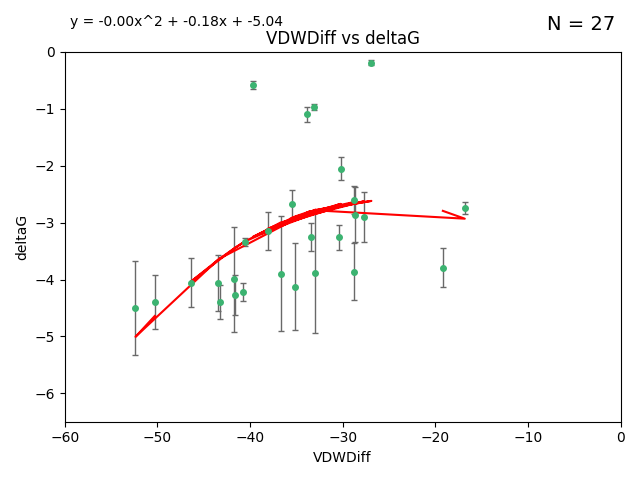 y = -0.00x^2 + -0.18x + -5.04
N = 27
VDWDiff vs deltaG
0
−1
−2
−3
−4
−5
−6
deltaG
−60 −50 −40 −30 −20 −10 0
VDWDiff